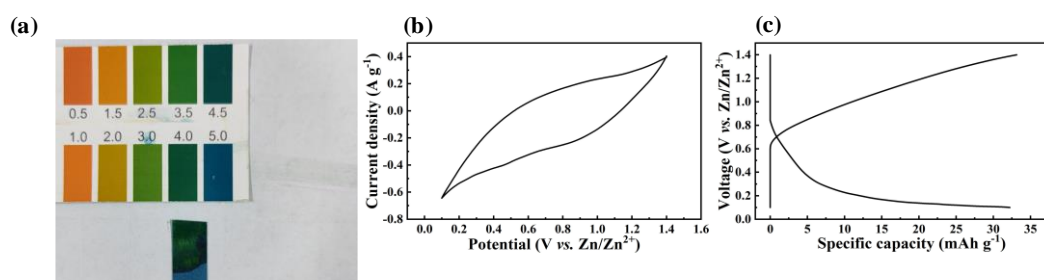 (a)
0.5 1.5 2.5 3.5 4.5
1.0 2.0 3.0 4.0 5.0
(b)
Current density (A g⁻¹)
0.4
0.2
0.0
-0.2
-0.4
-0.6
-0.8
0.0 0.2 0.4 0.6 0.8 1.0 1.2 1.4 1.6
Potential (V vs. Zn/Zn²⁺)
(c)
Voltage (V vs. Zn/Zn²⁺)
1.4
1.2
1.0
0.8
0.6
0.4
0.2
0.0
0 5 10 15 20 25 30 35
Specific capacity (mAh g⁻¹)